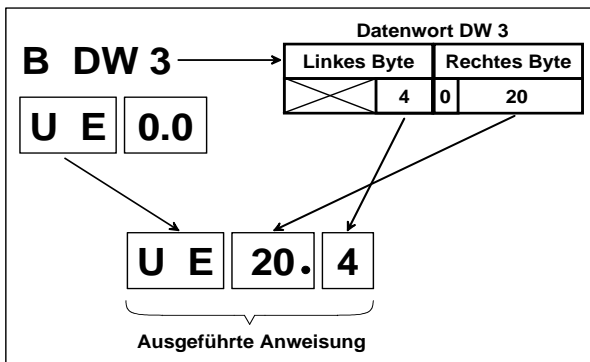 Datenwort DW 3
B DW 3
Linkes Byte Rechtes Byte
4 0 20
U E 0.0
U E 20. 4
Ausgeführte Anweisung